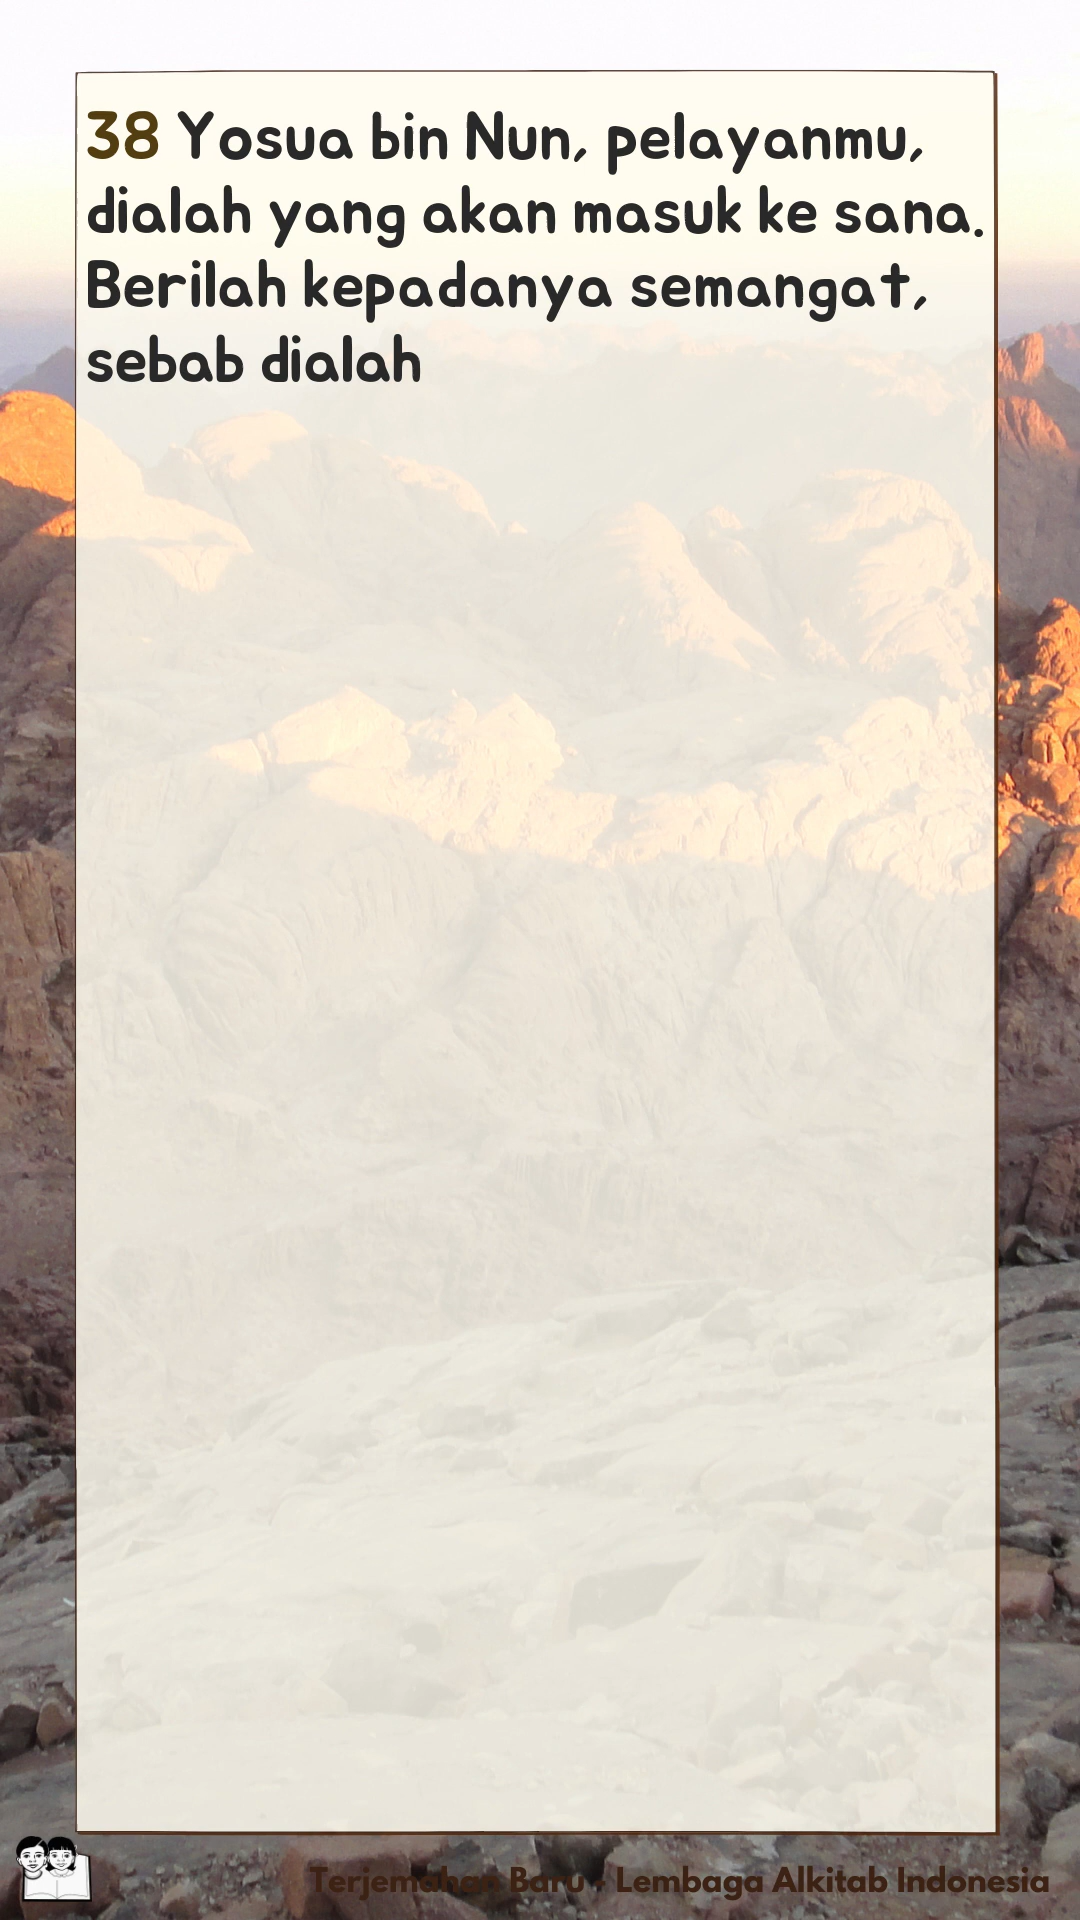 38 Yosua bin Nun, pelayanmu,
dialah yang akan masuk ke sana.
Berilah kepadanya semangat,
sebab dialah
Terjemahan Baru - Lembaga Alkitab Indonesia